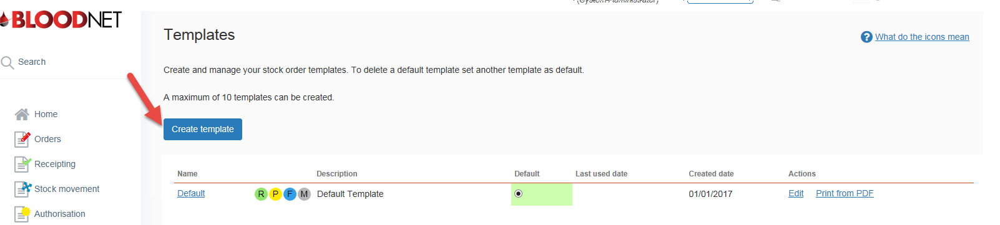 (System Administrator)
BLOODNET
Templates
What do the icons mean
Search
Create and manage your stock order templates. To delete a default template set another template as default.
A maximum of 10 templates can be created.
Home
Create template
Orders
Receipting
Name Description Default Last used date Created date Actions
Stock movement
Default R P F M Default Template 01/01/2017 Edit Print from PDF
Authorisation